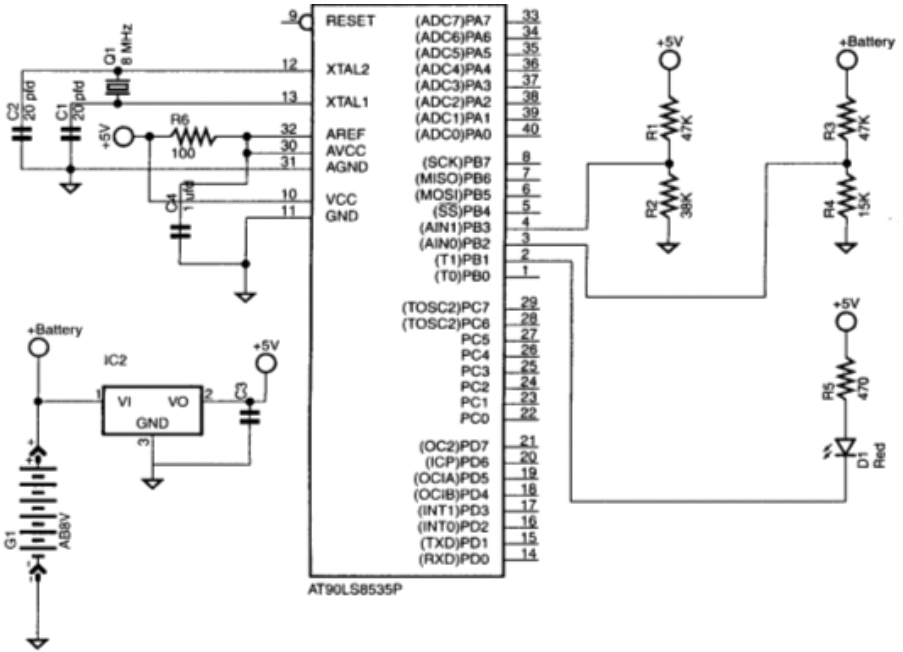 9 RESET
Q1
8 MHz
12 XTAL2
13 XTAL1
C2
20 pfd
C1
20 pfd
+5V
R6
100
32 AREF
30 AVCC
31 AGND
C4
1 ufd
10 VCC
11 GND
(ADC7)PA7 33
(ADC6)PA6 34
(ADC5)PA5 35
(ADC4)PA4 36
(ADC3)PA3 37
(ADC2)PA2 38
(ADC1)PA1 39
(ADC0)PA0 40
(SCK)PB7 8
(MISO)PB6 7
(MOSI)PB5 6
(SS)PB4 5
(AIN1)PB3 4
(AIN0)PB2 3
(T1)PB1 2
(T0)PB0 1
(TOSC2)PC7 29
(TOSC2)PC6 28
PC5 27
PC4 26
PC3 25
PC2 24
PC1 23
PC0 22
(OC2)PD7 21
(ICP)PD6 20
(OCIA)PD5 19
(OCIB)PD4 18
(INT1)PD3 17
(INT0)PD2 16
(TXD)PD1 15
(RXD)PD0 14
AT90LS8535P
+5V
R1
47K
R2
38K
+Battery
R3
47K
R4
15K
+5V
R5
470
D1
Red
+Battery
IC2
+5V
1 VI VO 2
GND
3
C3
+
+
G1
AB8V
-
-